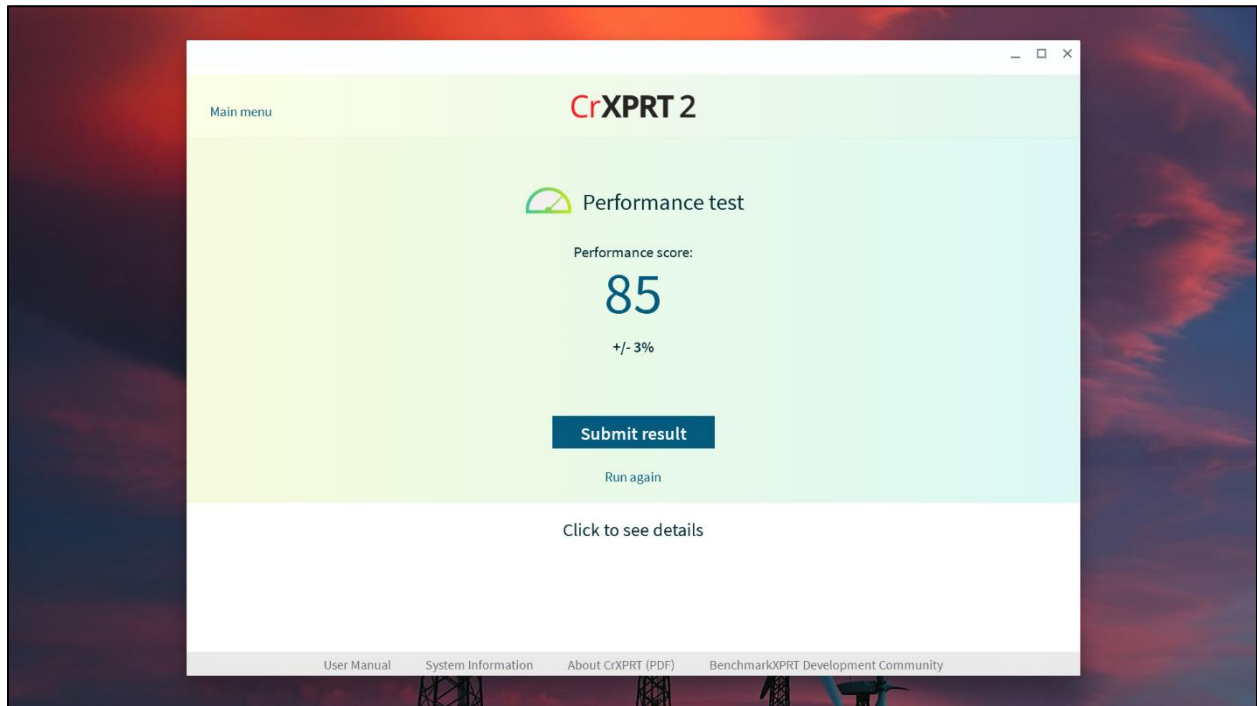 Main menu
CrXPRT 2
Performance test
Performance score:
85
+/- 3%
Submit result
Run again
Click to see details
User Manual System Information About CrXPRT (PDF) BenchmarkXPRT Development Community